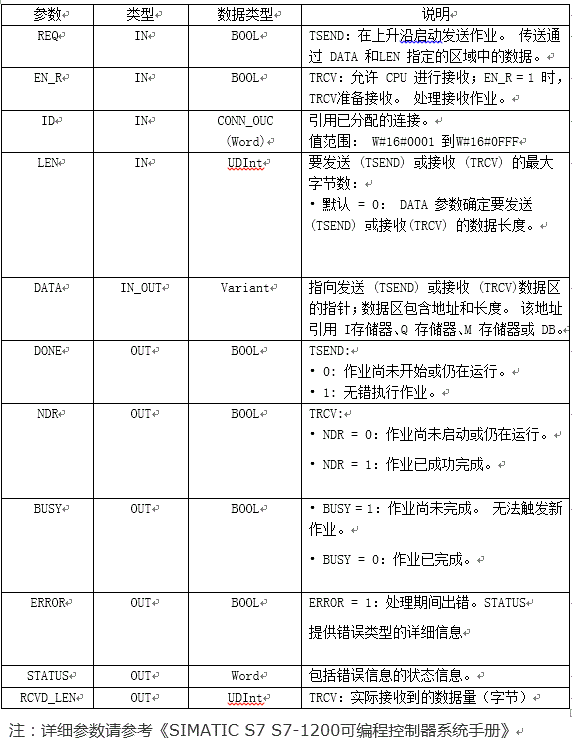 参数 类型 数据类型 说明
REQ IN BOOL TSEND：在上升沿启动发送作业。 传送通
过 DATA 和LEN 指定的区域中的数据。
EN_R IN BOOL TRCV：允许 CPU 进行接收；EN_R＝1 时，
TRCV准备接收。 处理接收作业。
ID IN CONN_OUC 引用已分配的连接。
(Word) 值范围： W#16#0001 到W#16#0FFF
LEN IN UDInt 要发送 (TSEND) 或接收 (TRCV) 的最大
字节数：
• 默认 = 0： DATA 参数确定要发送
(TSEND) 或接收(TRCV) 的数据长度。
DATA IN_OUT Variant 指向发送 (TSEND) 或接收 (TRCV)数据区
的指针；数据区包含地址和长度。 该地址
引用 I存储器、Q 存储器、M 存储器或 DB。
DONE OUT BOOL TSEND:
• 0: 作业尚未开始或仍在运行。
• 1: 无错执行作业。
NDR OUT BOOL TRCV:
• NDR = 0：作业尚未启动或仍在运行。
• NDR = 1：作业已成功完成。
BUSY OUT BOOL • BUSY＝1：作业尚未完成。 无法触发新
作业。
• BUSY = 0：作业已完成。
ERROR OUT BOOL ERROR = 1：处理期间出错。STATUS
提供错误类型的详细信息
STATUS OUT Word 包括错误信息的状态信息。
RCVD_LEN OUT UDInt TRCV：实际接收到的数据量（字节）
注：详细参数请参考《SIMATIC S7 S7-1200可编程控制器系统手册》